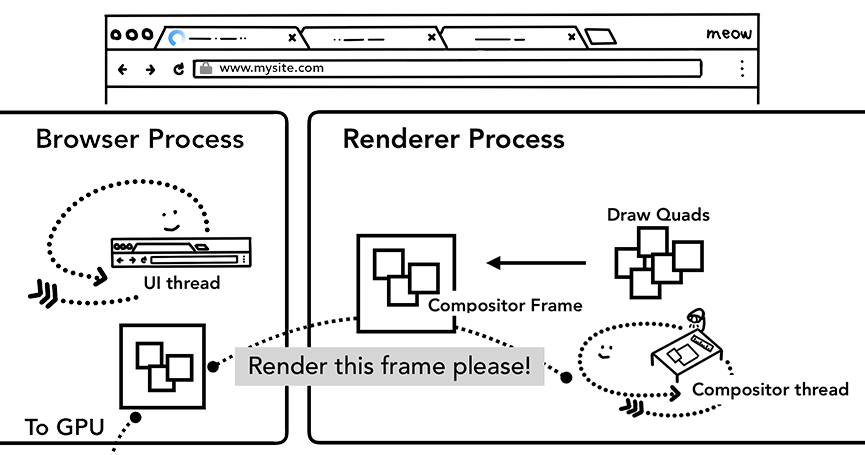 meow
www.mysite.com
Browser Process
Renderer Process
Draw Quads
UI thread
Compositor Frame
Render this frame please!
Compositor thread
To GPU